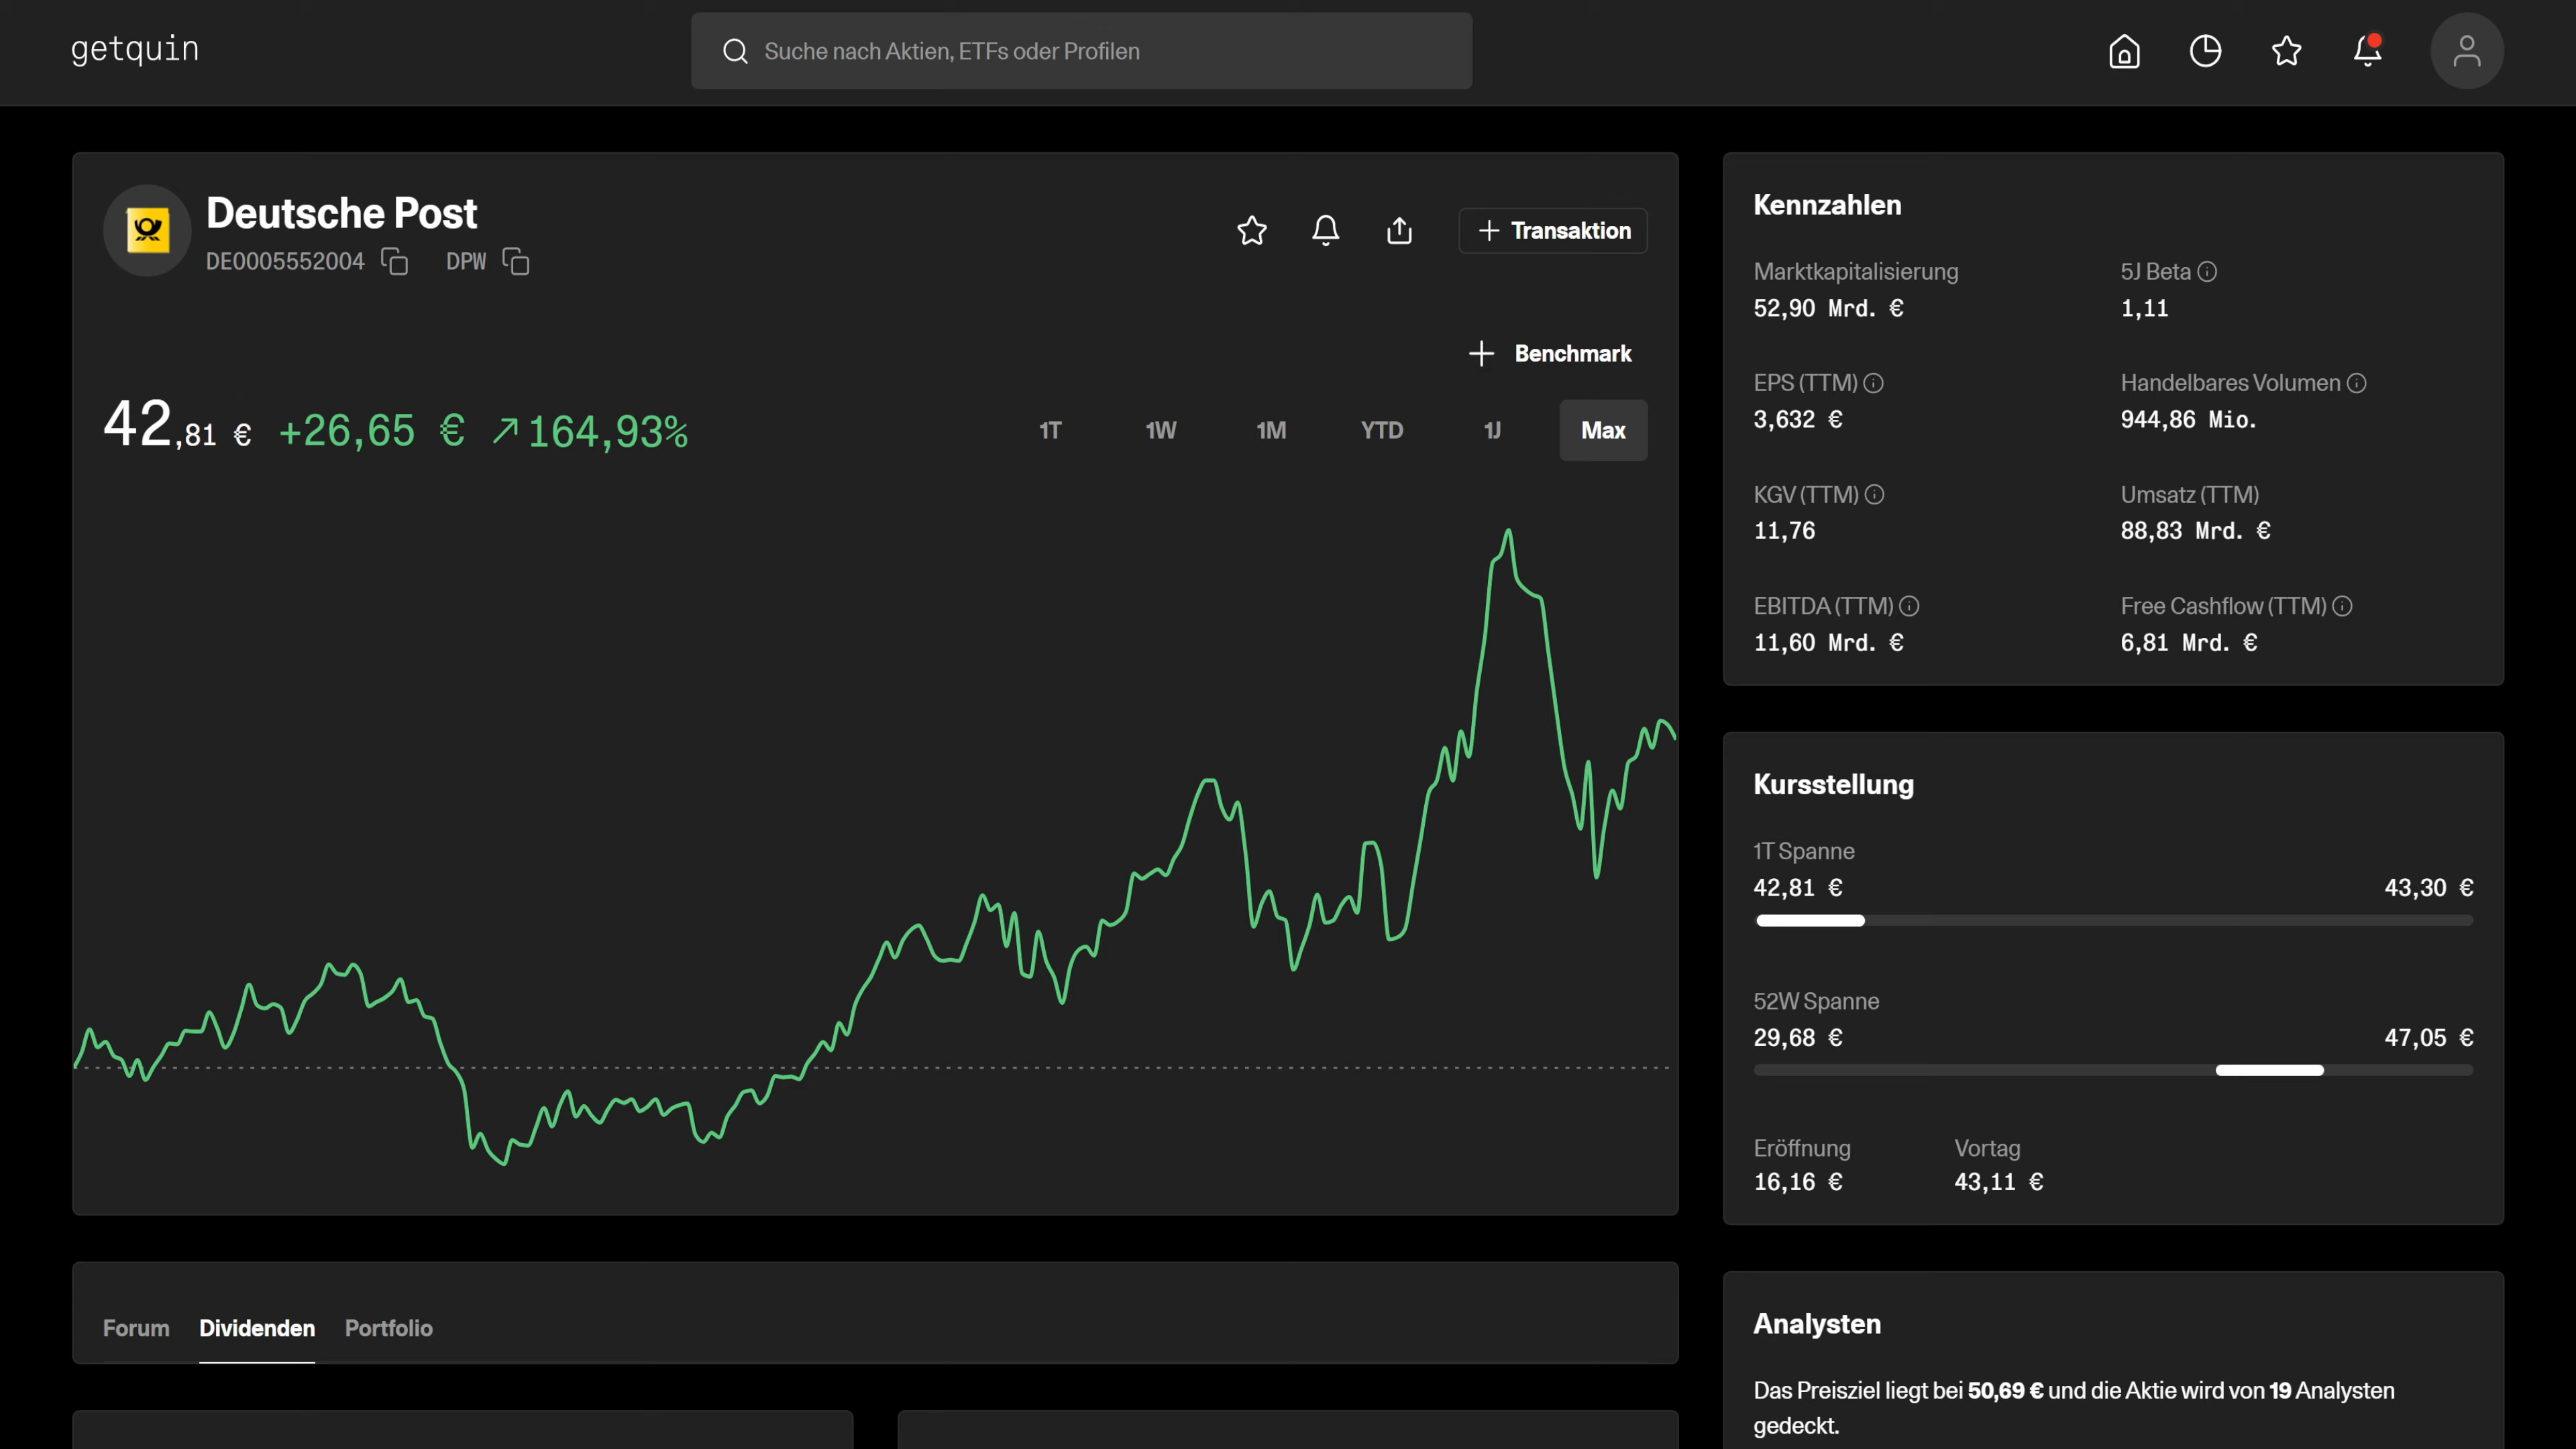 getquin
Suche nach Aktien, ETFs oder Profilen
Deutsche Post
DE0005552004 DPW
Transaktion
Benchmark
42,81 € +26,65 € 164,93%
1T 1W 1M YTD 1J Max
Forum Dividenden Portfolio
Kennzahlen
Marktkapitalisierung 5J Beta
52,90 Mrd. € 1,11
EPS (TTM) Handelbares Volumen
3,632 € 944,86 Mio.
KGV (TTM) Umsatz (TTM)
11,76 88,83 Mrd. €
EBITDA (TTM) Free Cashflow (TTM)
11,60 Mrd. € 6,81 Mrd. €
Kursstellung
1T Spanne
42,81 € 43,30 €
52W Spanne
29,68 € 47,05 €
Eröffnung Vortag
16,16 € 43,11 €
Analysten
Das Preisziel liegt bei 50,69 € und die Aktie wird von 19 Analysten
gedeckt.